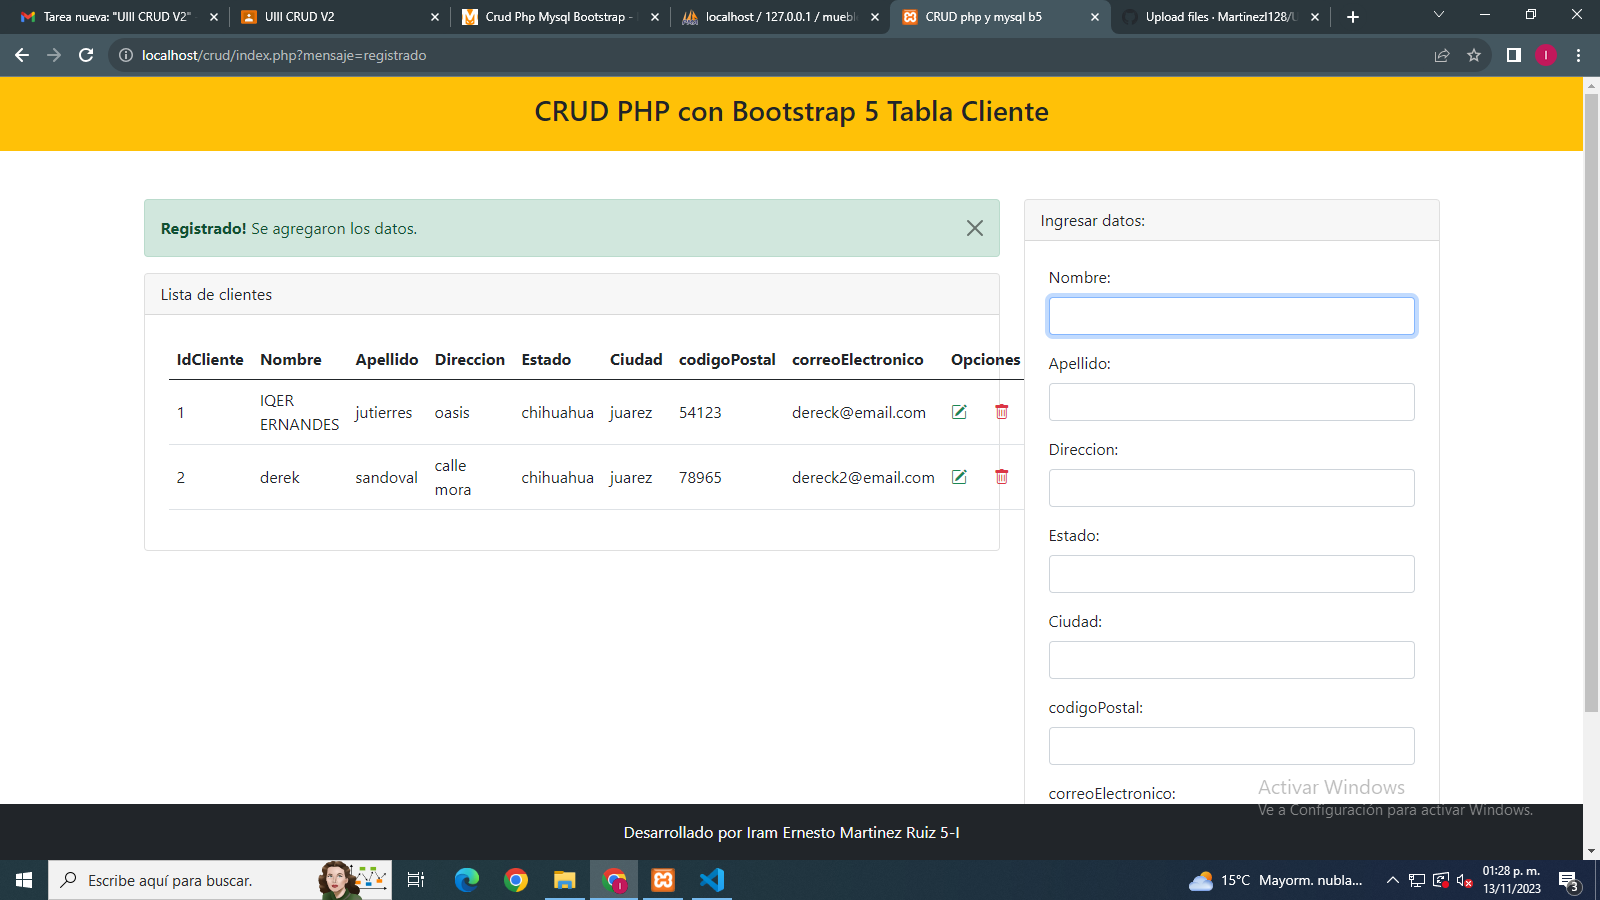 Tarea nueva: "UIII CRUD V2"
UIII CRUD V2
Crud Php Mysql Bootstrap -
localhost / 127.0.0.1 / muebl
CRUD php y mysql b5
Upload files · Martinezl128/U
localhost/crud/index.php?mensaje=registrado
I
CRUD PHP con Bootstrap 5 Tabla Cliente
Registrado! Se agregaron los datos.
Lista de clientes
IdCliente Nombre Apellido Direccion Estado Ciudad codigoPostal correoElectronico Opciones
1 IQER ERNANDES jutierres oasis chihuahua juarez 54123 dereck@email.com
2 derek sandoval calle mora chihuahua juarez 78965 dereck2@email.com
Ingresar datos:
Nombre:
Apellido:
Direccion:
Estado:
Ciudad:
codigoPostal:
correoElectronico:
Activar Windows
Ve a Configuración para activar Windows.
Desarrollado por Iram Ernesto Martinez Ruiz 5-I
Escribe aquí para buscar.
15°C Mayorm. nubla...
01:28 p. m.
13/11/2023
3